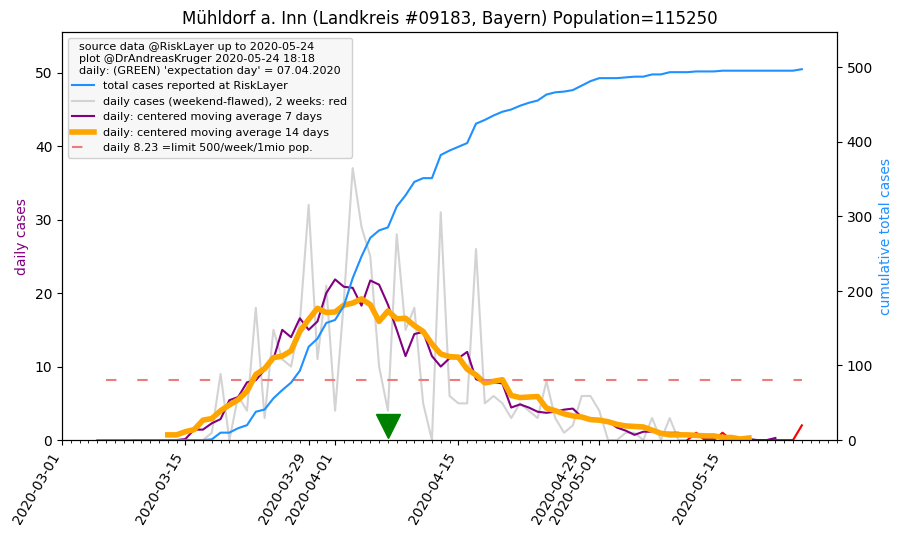 Mühldorf a. Inn (Landkreis #09183, Bayern) Population=115250
source data @RiskLayer up to 2020-05-24
plot @DrAndreasKruger 2020-05-24 18:18
daily: (GREEN) 'expectation day' = 07.04.2020
total cases reported at RiskLayer
daily cases (weekend-flawed), 2 weeks: red
daily: centered moving average 7 days
daily: centered moving average 14 days
daily 8.23 =limit 500/week/1mio pop.
daily cases
50
40
30
20
10
0
500
400
300
200
100
0
cumulative total cases
2020-03-01
2020-03-15
2020-03-29
2020-04-01
2020-04-15
2020-04-29
2020-05-01
2020-05-15